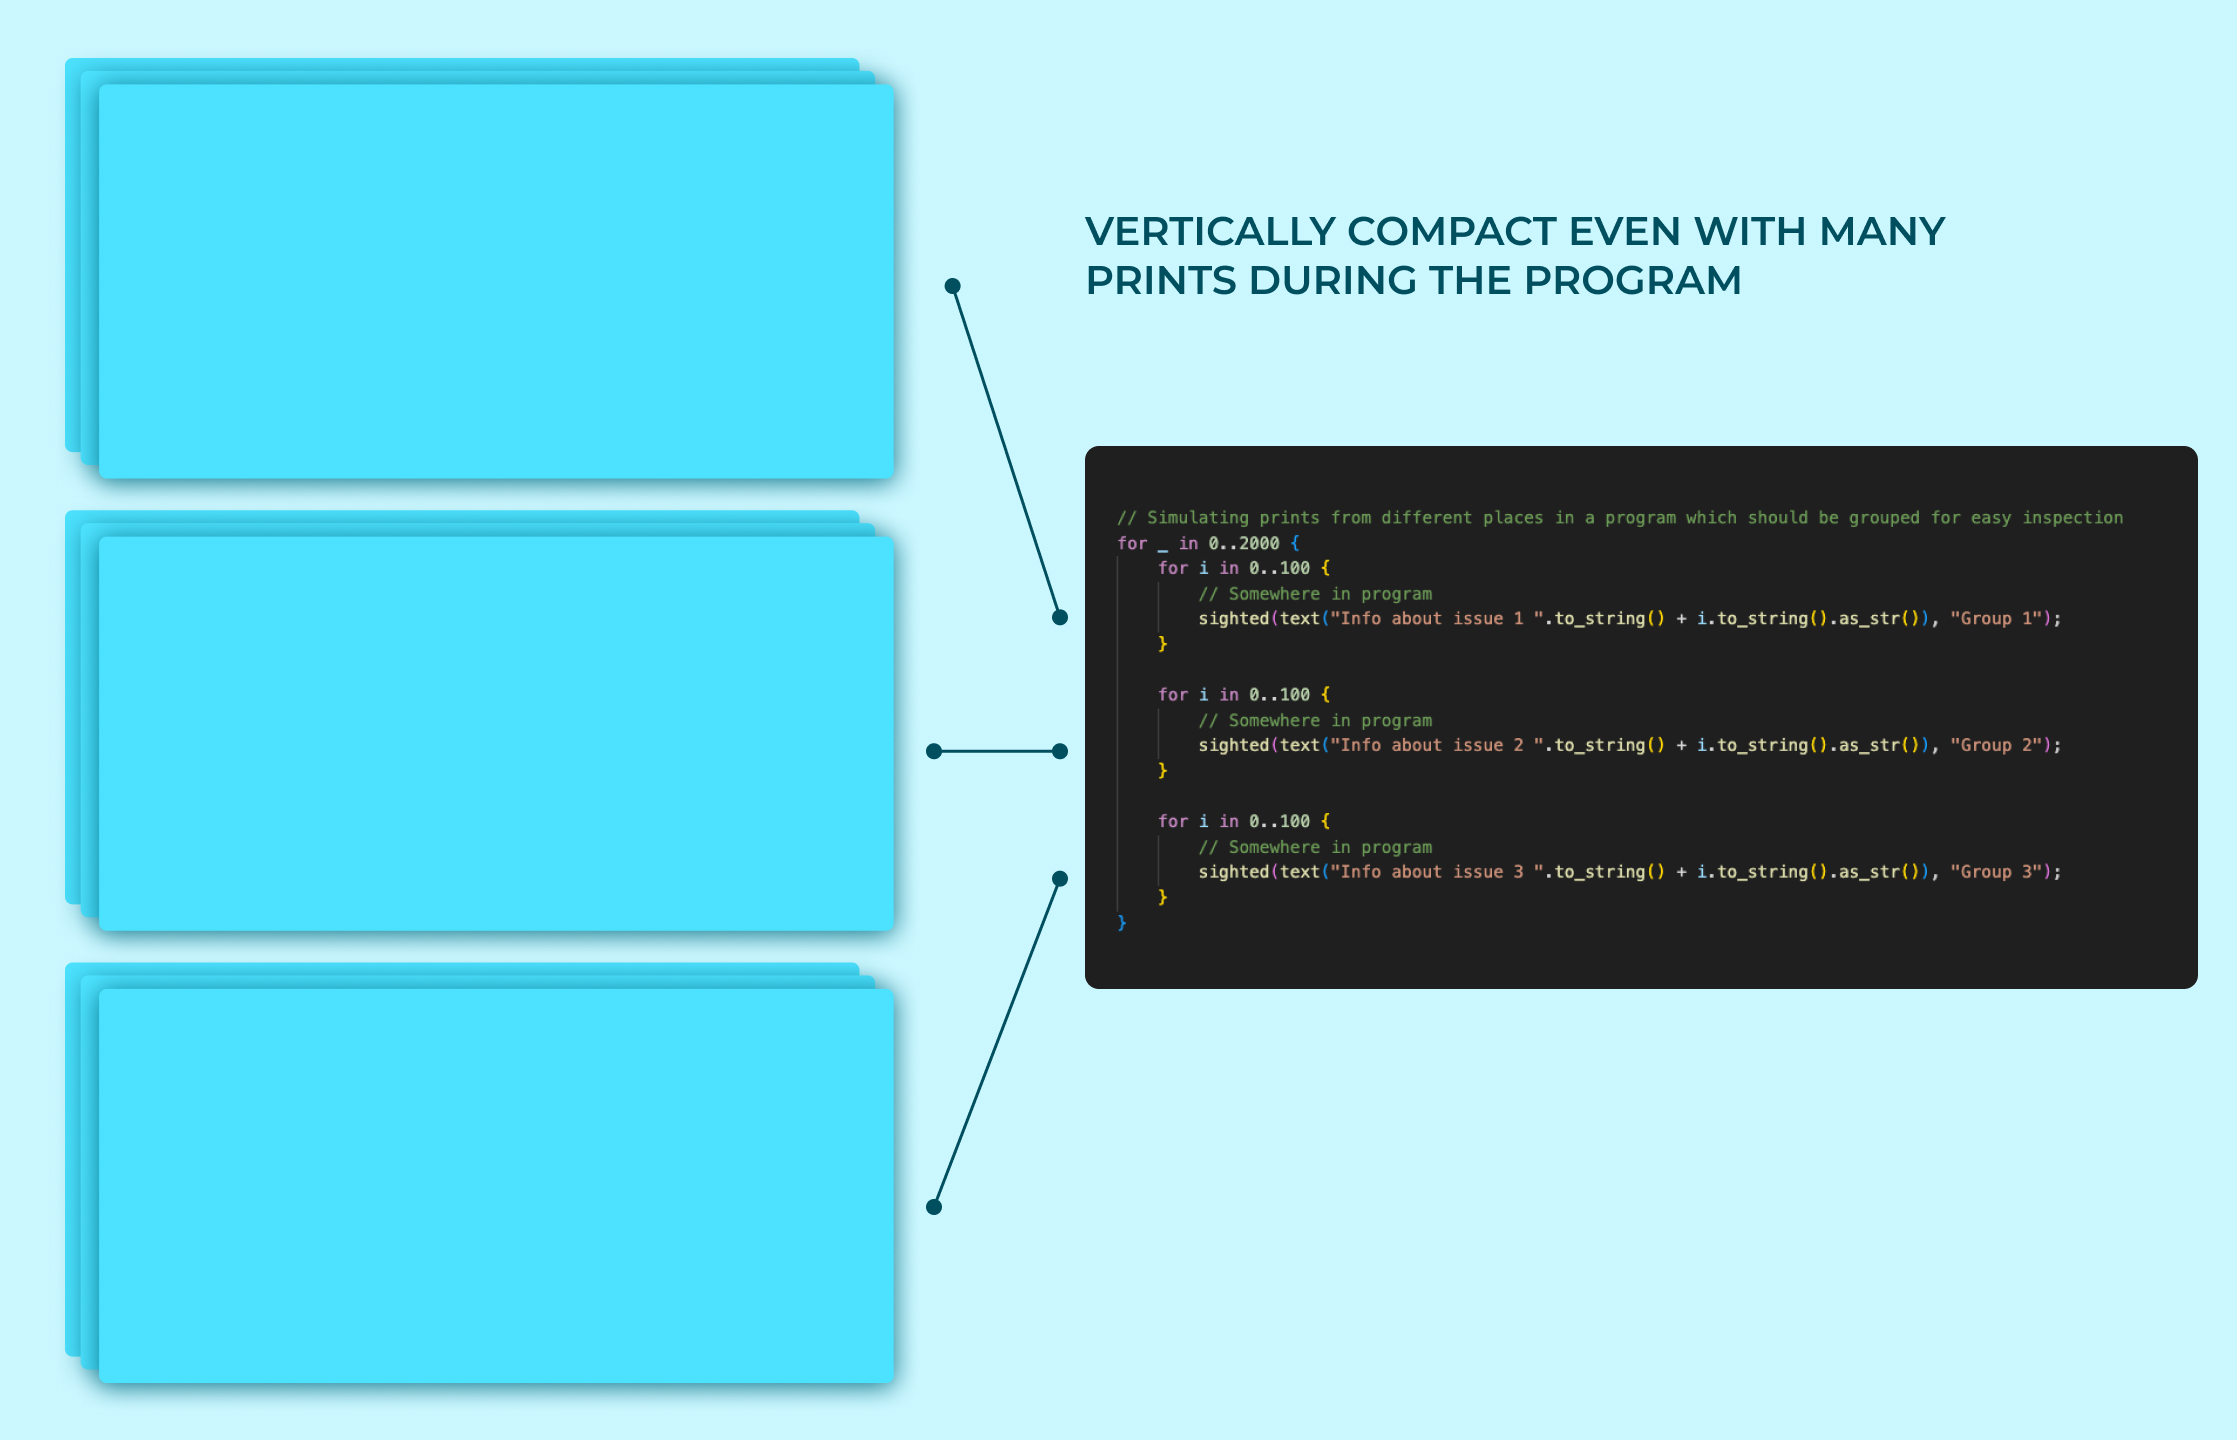 VERTICALLY COMPACT EVEN WITH MANY
PRINTS DURING THE PROGRAM
// Simulating prints from different places in a program which should be grouped for easy inspection
for _ in 0..2000 {
    for i in 0..100 {
        // Somewhere in program
        sighted(text("Info about issue 1 ".to_string() + i.to_string().as_str()), "Group 1");
    }
    for i in 0..100 {
        // Somewhere in program
        sighted(text("Info about issue 2 ".to_string() + i.to_string().as_str()), "Group 2");
    }
    for i in 0..100 {
        // Somewhere in program
        sighted(text("Info about issue 3 ".to_string() + i.to_string().as_str()), "Group 3");
    }
}